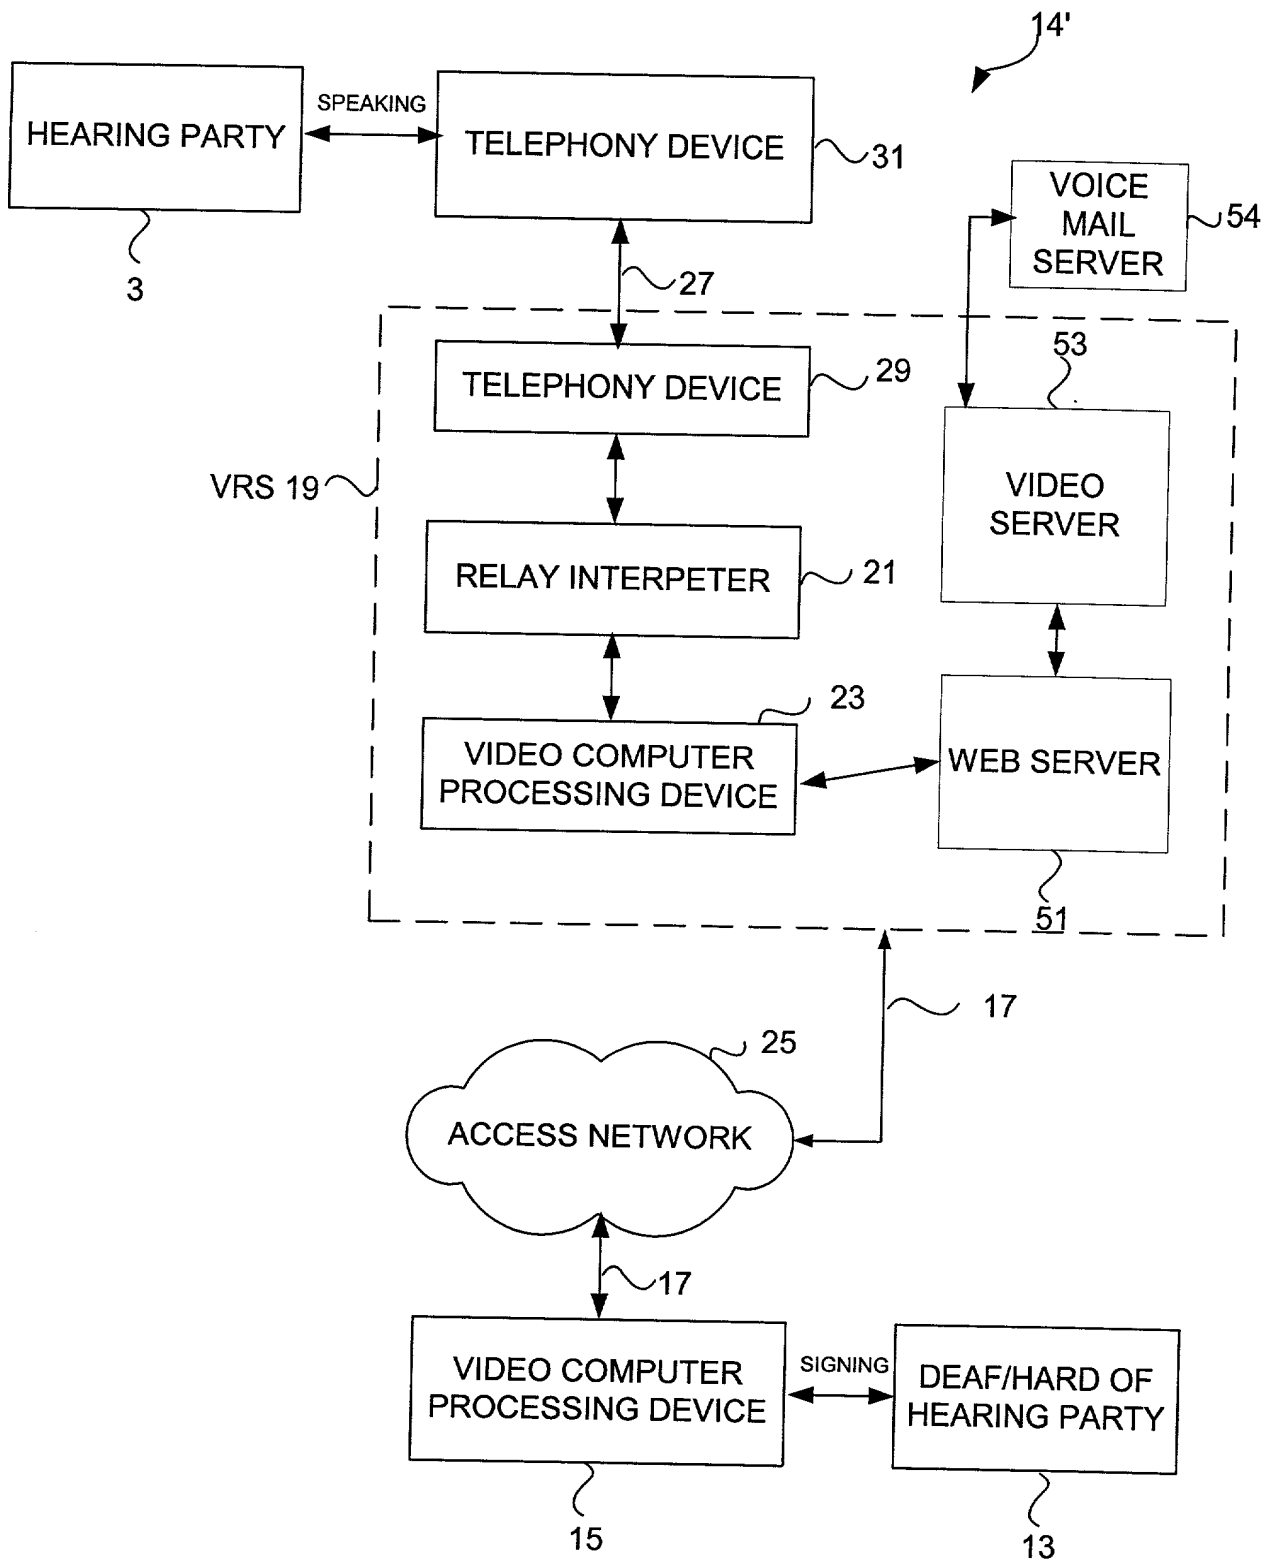 14'
HEARING PARTY
SPEAKING
TELEPHONY DEVICE
31
3
VOICE
MAIL
SERVER
54
27
TELEPHONY DEVICE
29
53
VRS 19
VIDEO
SERVER
RELAY INTERPETER
21
23
VIDEO COMPUTER
PROCESSING DEVICE
WEB SERVER
51
17
25
ACCESS NETWORK
17
VIDEO COMPUTER
PROCESSING DEVICE
SIGNING
DEAF/HARD OF
HEARING PARTY
15
13